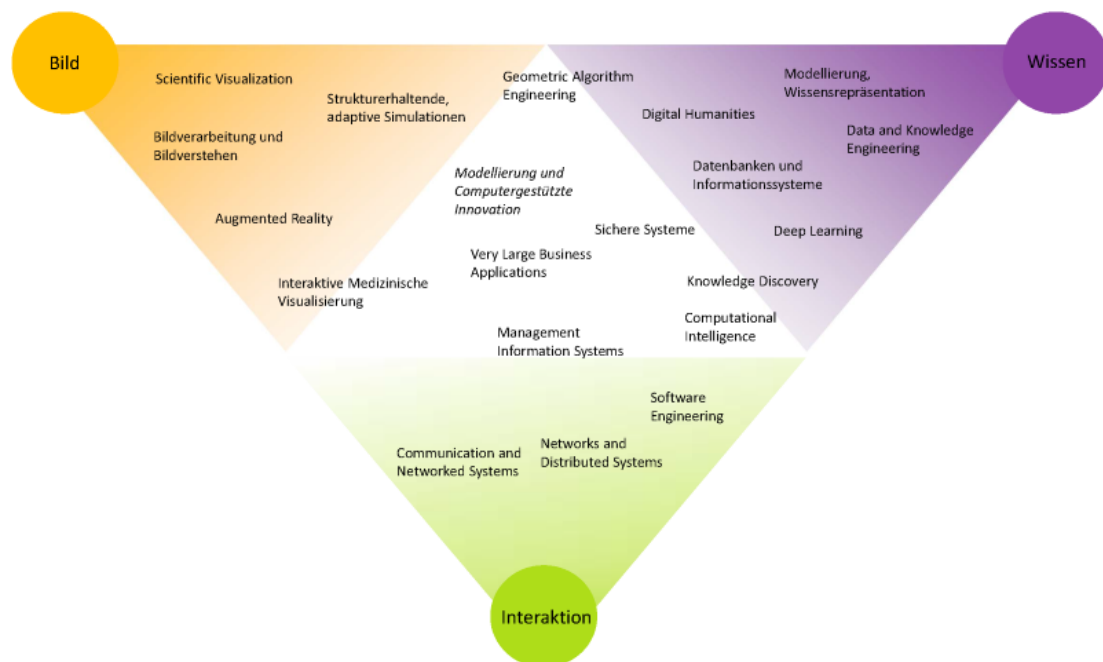 Bild
Wissen
Scientific Visualization
Strukturerhaltende,
adaptive Simulationen
Bildverarbeitung und
Bildverstehen
Augmented Reality
Interaktive Medizinische
Visualisierung
Geometric Algorithm
Engineering
Modellierung und
Computergestützte
Innovation
Sichere Systeme
Very Large Business
Applications
Management
Information Systems
Modellierung,
Wissensrepräsentation
Digital Humanities
Data and Knowledge
Engineering
Datenbanken und
Informationssysteme
Deep Learning
Knowledge Discovery
Computational
Intelligence
Software
Engineering
Communication and
Networked Systems
Networks and
Distributed Systems
Interaktion